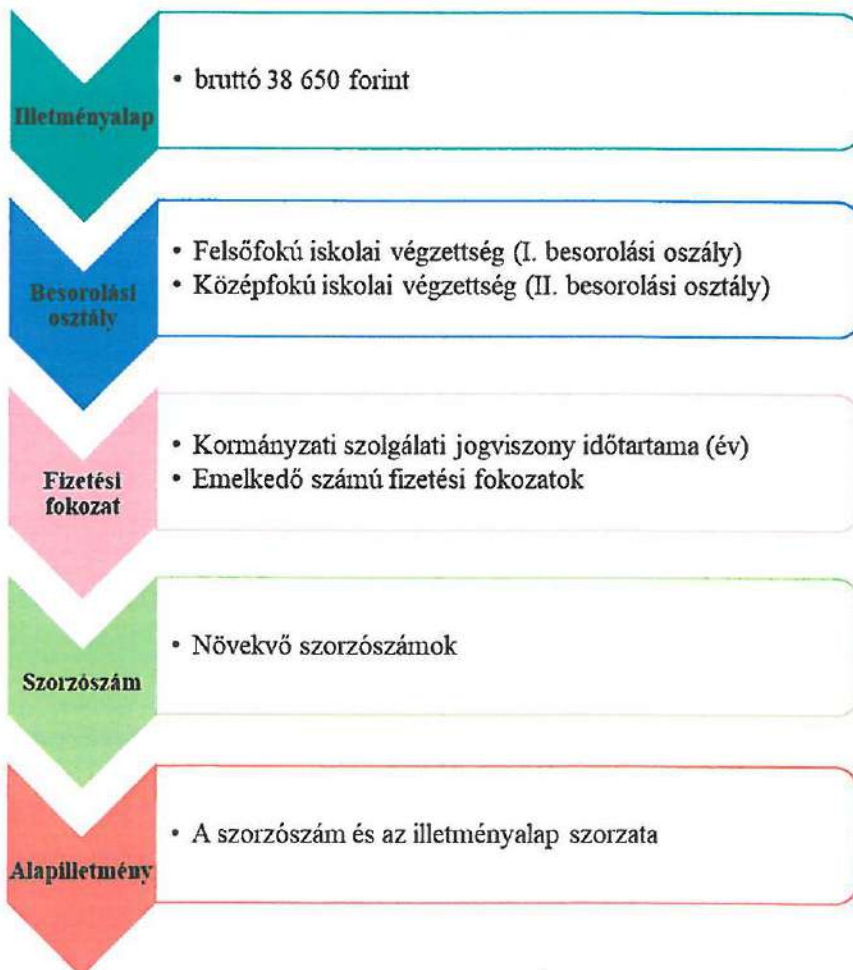 Illetményalap
• bruttó 38 650 forint
Besorolási
osztály
• Felsőfokú iskolai végzettség (I. besorolási oszály)
• Középfokú iskolai végzettség (II. besorolási osztály)
Fizetési
fokozat
• Kormányzati szolgálati jogviszony időtartama (év)
• Emelkedő számú fizetési fokozatok
Szorzószám
• Növekvő szorzószámok
Alapilletmény
• A szorzószám és az illetményalap szorzata